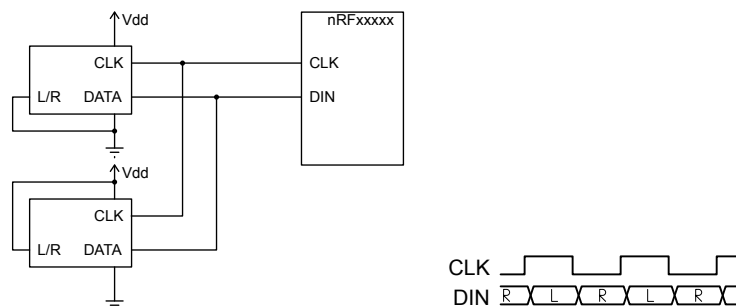 Vdd
nRFxxxxx
CLK
CLK
L/R
DATA
DIN
Vdd
CLK
L/R
DATA
CLK
DIN
R
L
R
L
R